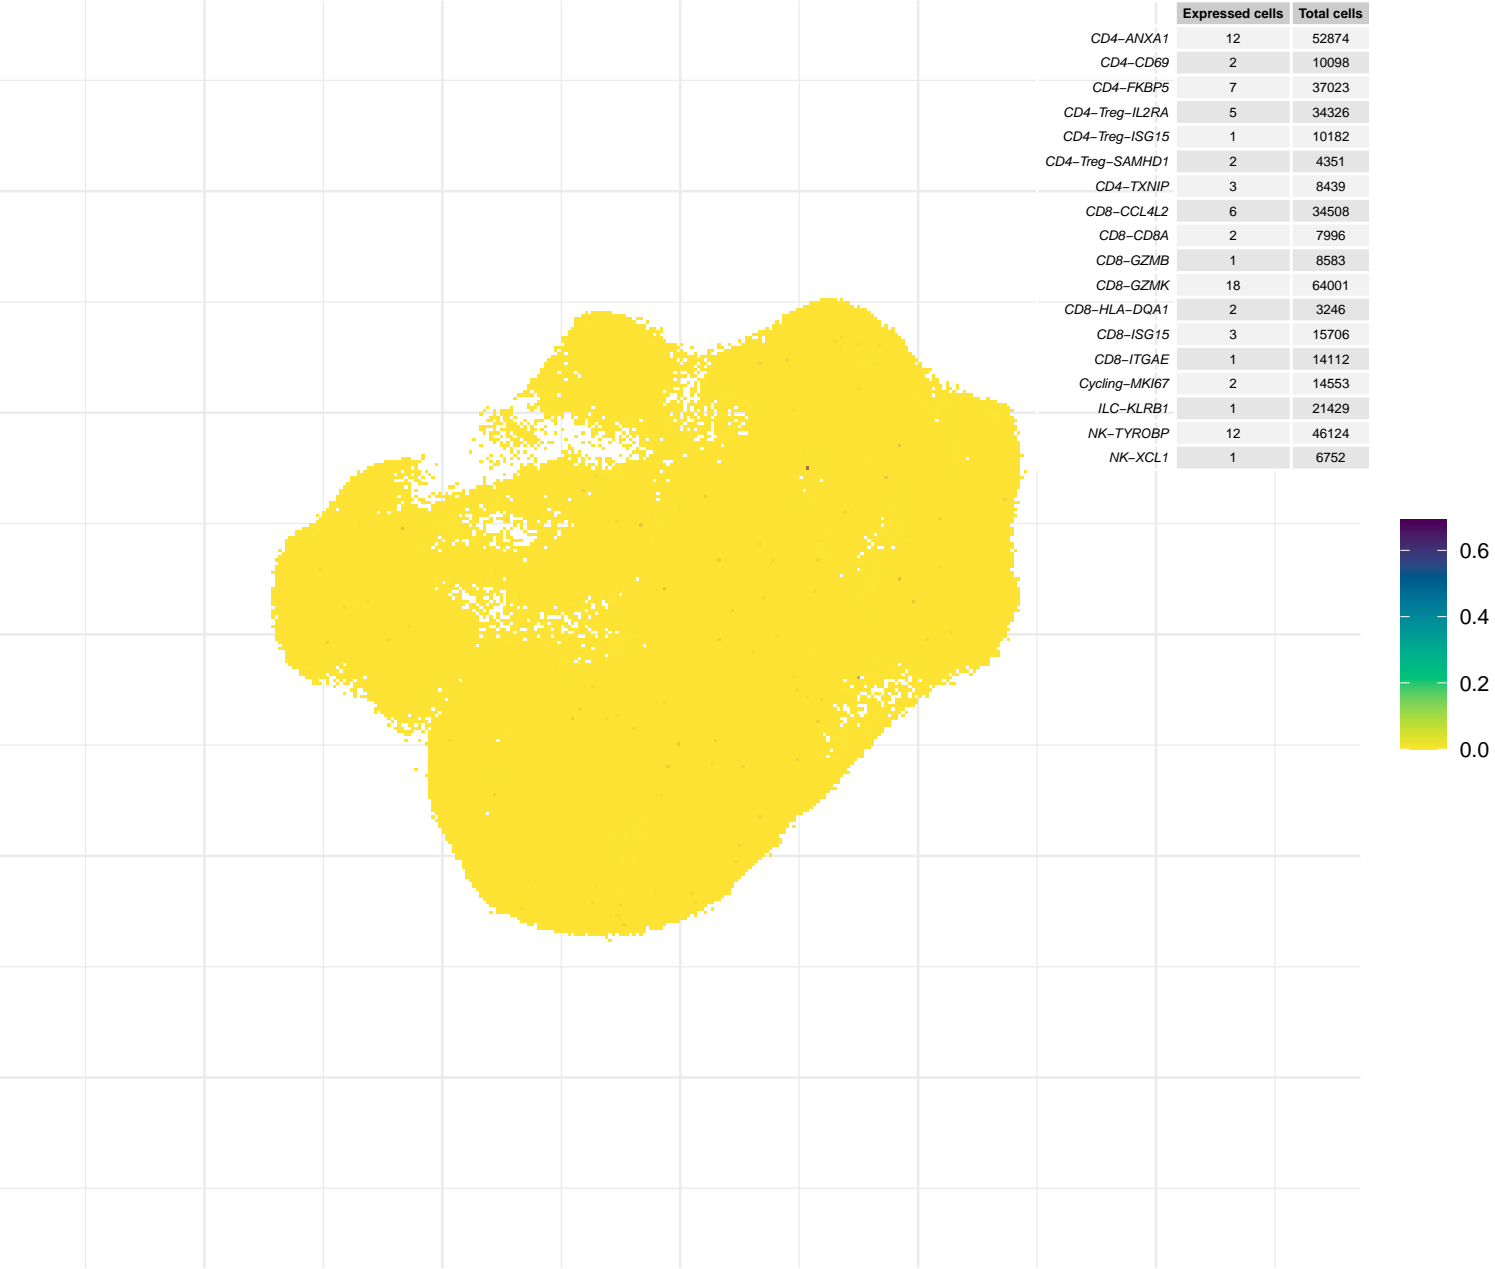 Expressed cells Total cells
CD4−ANXA1 12 52874
CD4−CD69 2 10098
CD4−FKBP5 7 37023
CD4−Treg−IL2RA 5 34326
CD4−Treg−ISG15 1 10182
CD4−Treg−SAMHD1 2 4351
CD4−TXNIP 3 8439
CD8−CCL4L2 6 34508
CD8−CD8A 2 7996
CD8−GZMB 1 8583
CD8−GZMK 18 64001
CD8−HLA−DQA1 2 3246
CD8−ISG15 3 15706
CD8−ITGAE 1 14112
Cycling−MKI67 2 14553
ILC−KLRB1 1 21429
NK−TYROBP 12 46124
NK−XCL1 1 6752
0.6
0.4
0.2
0.0